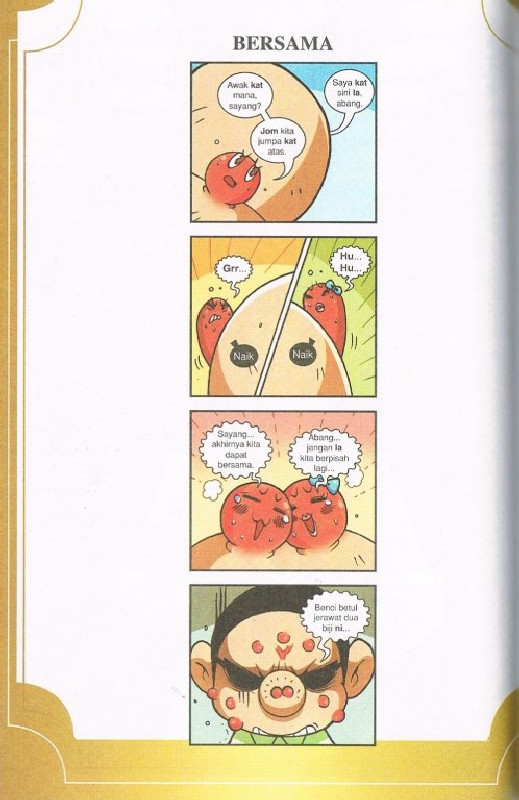 BERSAMA
Awak kat
mana,
sayang?
Saya kat
sini la,
abang.
Jom kita
jumpa kat
atas.
Grr...
Hu...
Hu...
Naik
Naik
Sayang...
akhirnya kita
dapat
bersama.
Abang...
jangan la
kita berpisah
lagi...
Benci betul
jerawat dua
biji ni...